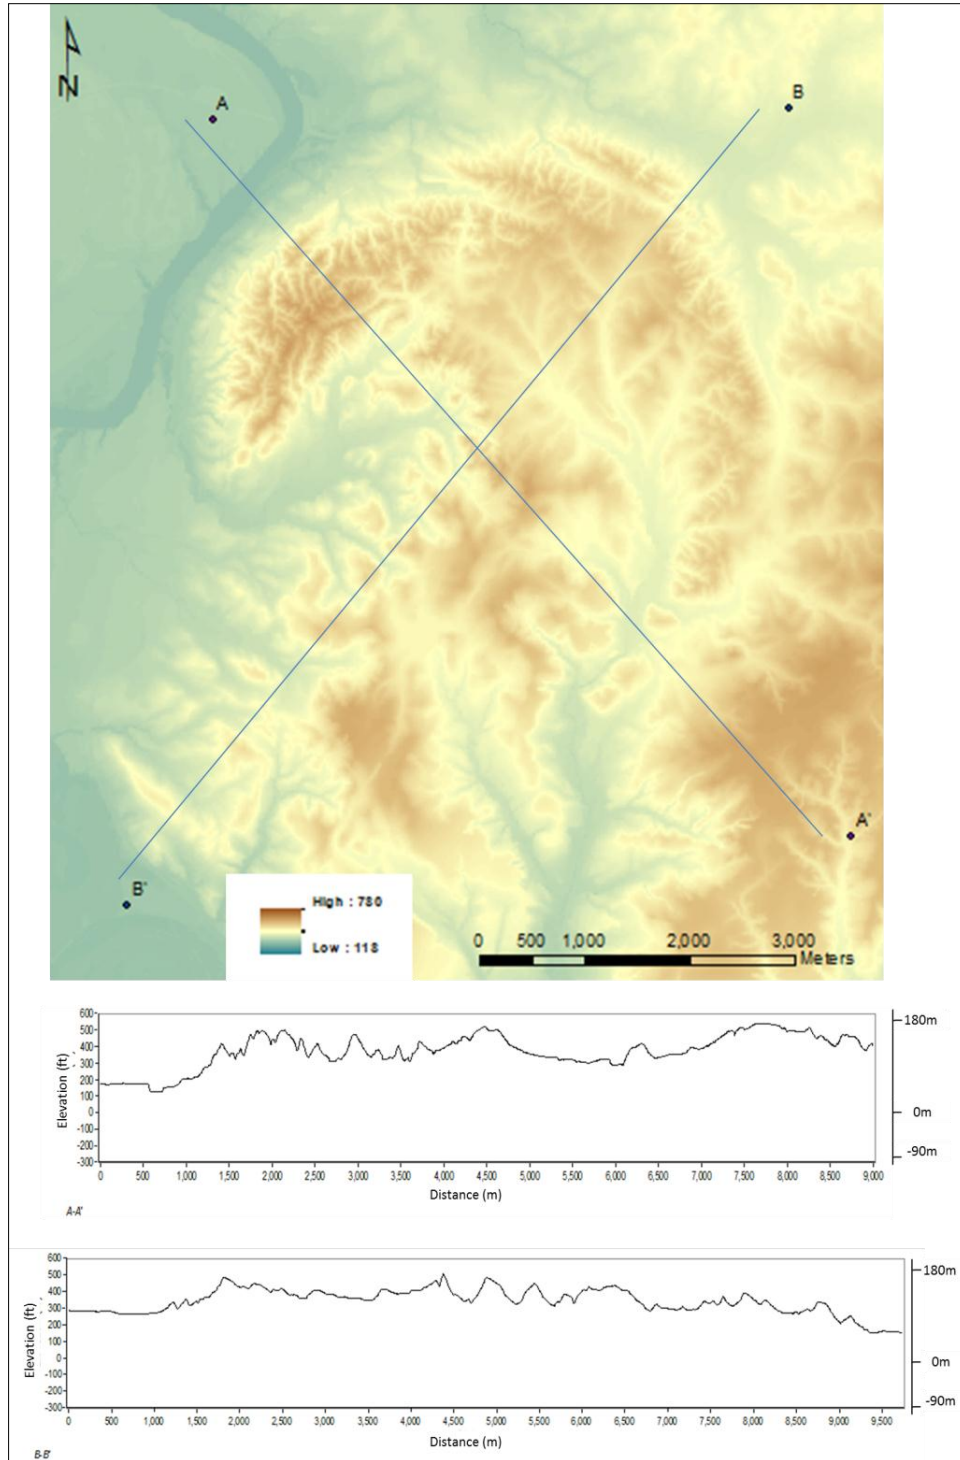 N
A
B
A'
B'
High : 780
Low : 118
0 500 1,000 2,000 3,000
Meters
600
500
400
300
200
100
0
-100
-200
-300
Elevation (ft)
180m
0m
-90m
0 500 1,000 1,500 2,000 2,500 3,000 3,500 4,000 4,500 5,000 5,500 6,000 6,500 7,000 7,500 8,000 8,500 9,000
Distance (m)
A-A'
600
500
400
300
200
100
0
-100
-200
-300
Elevation (ft)
180m
0m
-90m
0 500 1,000 1,500 2,000 2,500 3,000 3,500 4,000 4,500 5,000 5,500 6,000 6,500 7,000 7,500 8,000 8,500 9,000 9,500
Distance (m)
B-B'